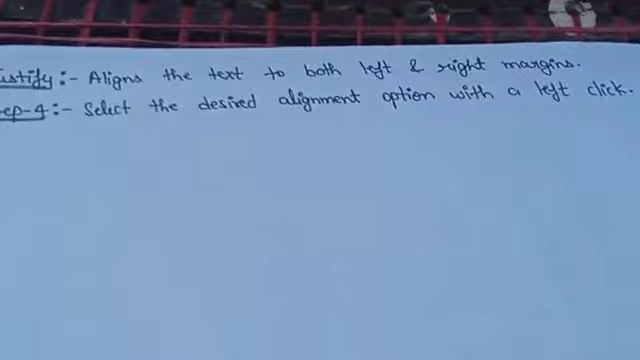 ustify :- Aligns the text to both left & right margins.
ep-4 :- Select the desired alignment option with a left click.